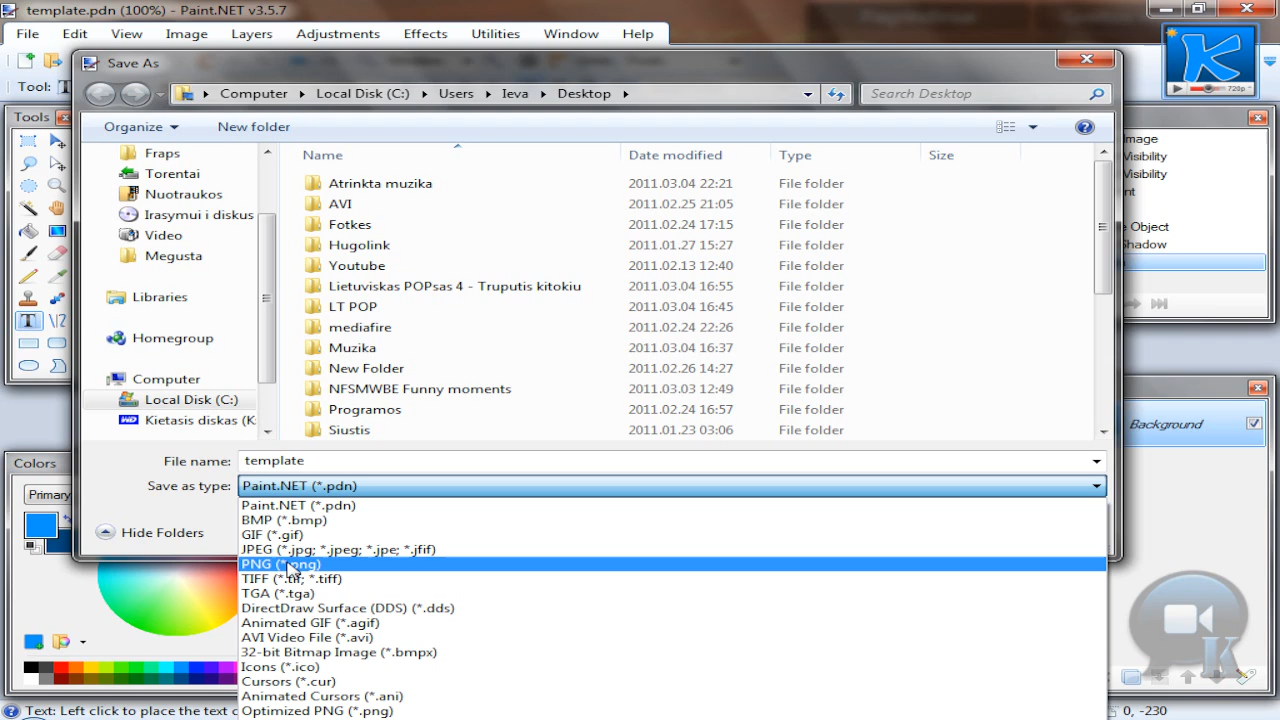 template.pdn (100%) - Paint.NET v3.5.7
File Edit View Image Layers Adjustments Effects Utilities Window Help
Tool:
Save As
Computer Local Disk (C:) Users Ieva Desktop
Search Desktop
K
720p
Organize New folder
Tools
Name Date modified Type Size
Fraps
Torentai
Nuotraukos
Irasymui i diskus
Video
Megusta
Libraries
Homegroup
Computer
Local Disk (C:)
WD Kietasis diskas (K
Atrinkta muzika 2011.03.04 22:21 File folder
AVI 2011.02.25 21:05 File folder
Fotkes 2011.02.24 17:15 File folder
Hugolink 2011.01.27 15:27 File folder
Youtube 2011.02.13 12:40 File folder
Lietuviskas POPsas 4 - Truputis kitokiu 2011.03.04 16:55 File folder
LT POP 2011.03.04 16:45 File folder
mediafire 2011.02.24 22:26 File folder
Muzika 2011.03.04 16:37 File folder
New Folder 2011.02.26 14:27 File folder
NFSMWBE Funny moments 2011.03.03 12:49 File folder
Programos 2011.02.24 16:57 File folder
Siustis 2011.01.23 03:06 File folder
Image
Visibility
Visibility
nt
e Object
Shadow
Background
File name: template
Save as type: Paint.NET (*.pdn)
Hide Folders
Colors
Primary
Paint.NET (*.pdn)
BMP (*.bmp)
GIF (*.gif)
JPEG (*.jpg; *.jpeg; *.jpe; *.jfif)
PNG (*.png)
TIFF (*.tif; *.tiff)
TGA (*.tga)
DirectDraw Surface (DDS) (*.dds)
Animated GIF (*.agif)
AVI Video File (*.avi)
32-bit Bitmap Image (*.bmpx)
Icons (*.ico)
Cursors (*.cur)
Animated Cursors (*.ani)
Optimized PNG (*.png)
K
Text: Left click to place the text c
0, -230